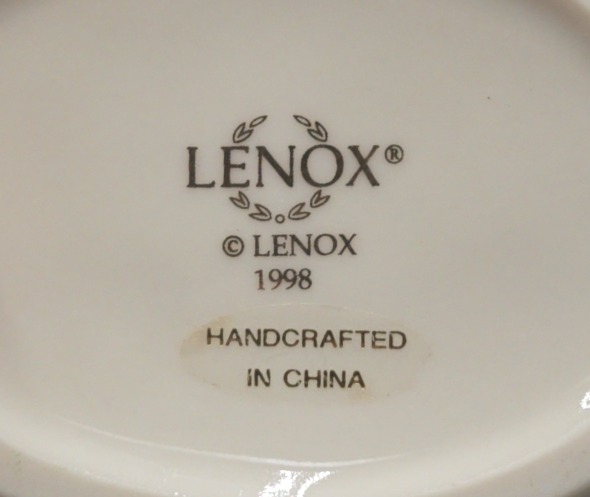 LENOX®
© LENOX
1998
HANDCRAFTED
IN CHINA